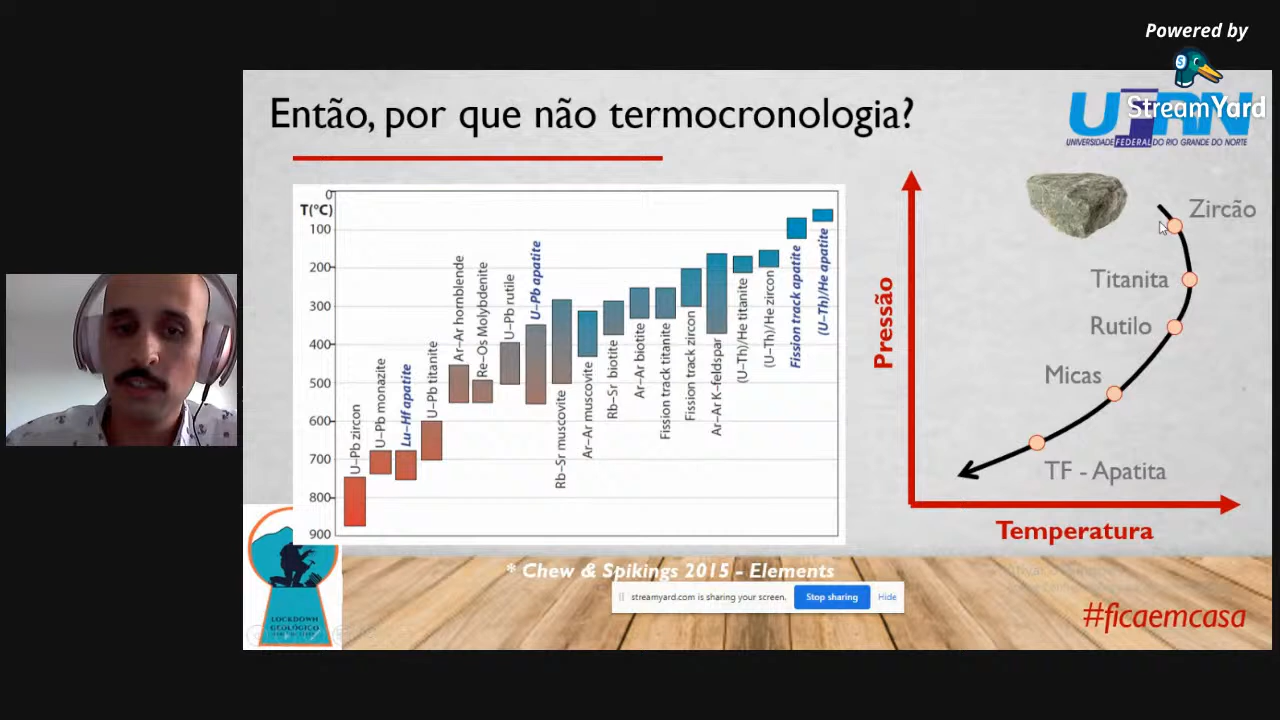 Powered by
StreamYard
Então, por que não termocronologia?
UFRN
UNIVERSIDADE FEDERAL DO RIO GRANDE DO NORTE
T(°C)
0
100
200
300
400
500
600
700
800
900
U–Pb zircon
U–Pb monazite
Lu–Hf apatite
U–Pb titanite
Ar–Ar hornblende
Re–Os Molybdenite
U–Pb rutile
U–Pb apatite
Rb–Sr muscovite
Ar–Ar muscovite
Rb–Sr biotite
Ar–Ar biotite
Fission track titanite
Fission track zircon
Ar–Ar K–feldspar
(U–Th)/He titanite
(U–Th)/He zircon
Fission track apatite
(U–Th)/He apatite
Pressão
Zircão
Titanita
Rutilo
Micas
TF - Apatita
Temperatura
* Chew & Spikings 2015 - Elements
streamyard.com is sharing your screen.
Stop sharing
Hide
LOCKDOWN
GEOLÓGICO
#ficaemcasa